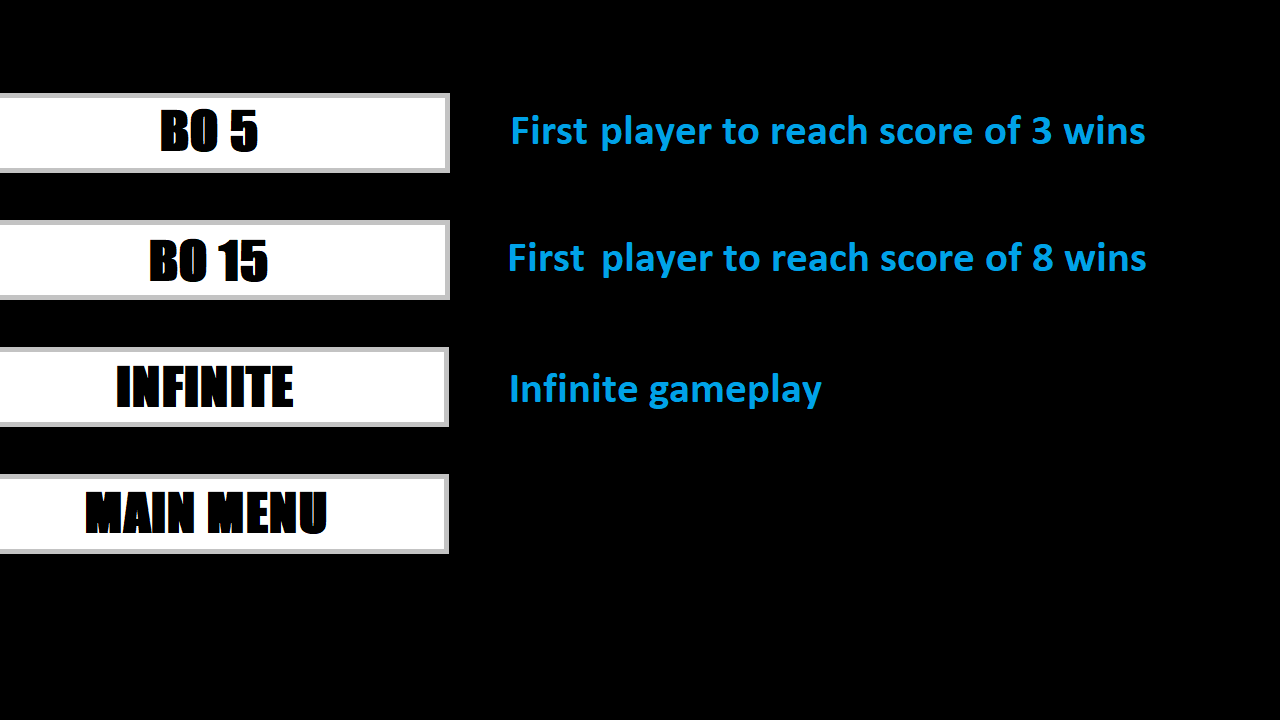 BO 5
First player to reach score of 3 wins
BO 15
First player to reach score of 8 wins
INFINITE
Infinite gameplay
MAIN MENU